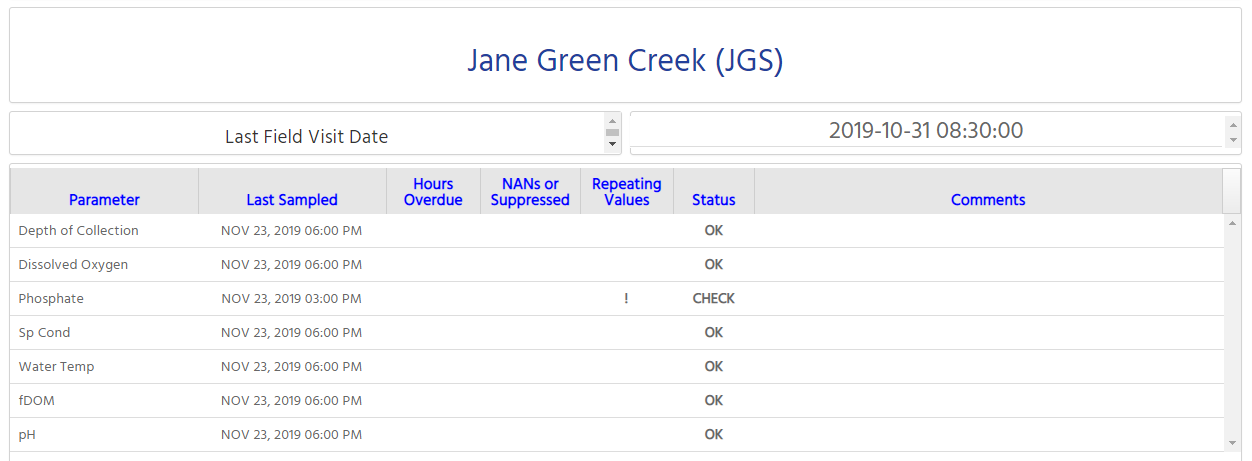 Jane Green Creek (JGS)
Last Field Visit Date 2019-10-31 08:30:00
Parameter Last Sampled Hours Overdue NANs or Suppressed Repeating Values Status Comments
Depth of Collection NOV 23, 2019 06:00 PM OK
Dissolved Oxygen NOV 23, 2019 06:00 PM OK
Phosphate NOV 23, 2019 03:00 PM ! CHECK
Sp Cond NOV 23, 2019 06:00 PM OK
Water Temp NOV 23, 2019 06:00 PM OK
fDOM NOV 23, 2019 06:00 PM OK
pH NOV 23, 2019 06:00 PM OK